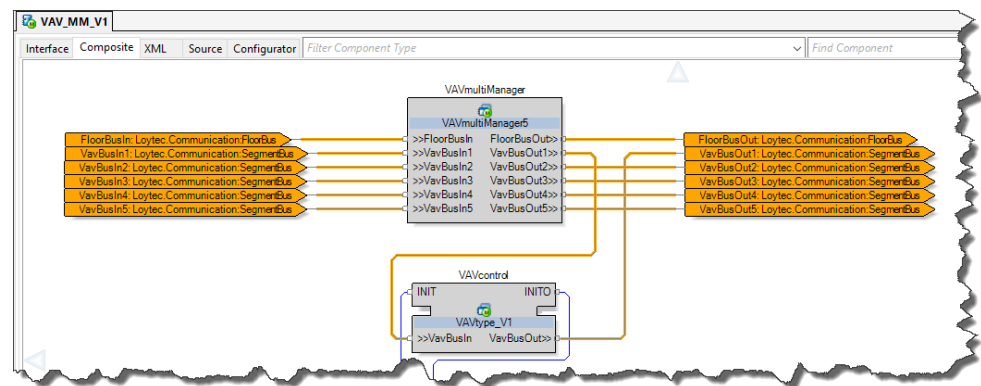 VAV_MM_V1
Interface Composite XML Source Configurator Filter Component Type Find Component
VAVmultiManager
VAVmultiManager5
FloorBusIn: Loytec.Communication:FloorBus >>FloorBusIn FloorBusOut>> FloorBusOut: Loytec.Communication:FloorBus
VavBusIn1: Loytec.Communication:SegmentBus >>VavBusIn1 VavBusOut1>> VavBusOut1: Loytec.Communication:SegmentBus
VavBusIn2: Loytec.Communication:SegmentBus >>VavBusIn2 VavBusOut2>> VavBusOut2: Loytec.Communication:SegmentBus
VavBusIn3: Loytec.Communication:SegmentBus >>VavBusIn3 VavBusOut3>> VavBusOut3: Loytec.Communication:SegmentBus
VavBusIn4: Loytec.Communication:SegmentBus >>VavBusIn4 VavBusOut4>> VavBusOut4: Loytec.Communication:SegmentBus
VavBusIn5: Loytec.Communication:SegmentBus >>VavBusIn5 VavBusOut5>> VavBusOut5: Loytec.Communication:SegmentBus
VAVcontrol
INIT INITO
VAVtype_V1
>>VavBusIn VavBusOut>>